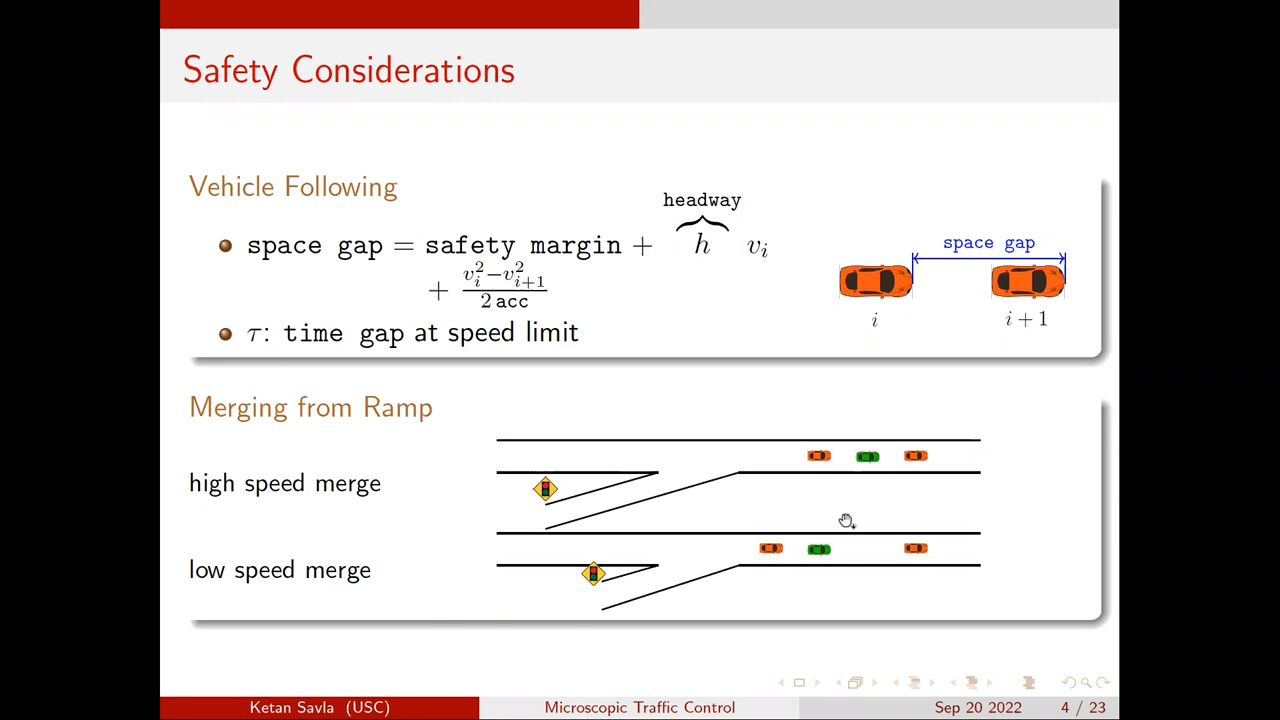 Safety Considerations
Vehicle Following
headway
space gap = safety margin + h v_i
+ \frac{v_i^2 - v_{i+1}^2}{2 acc}
τ: time gap at speed limit
space gap
i
i + 1
Merging from Ramp
high speed merge
low speed merge
Ketan Savla (USC)
Microscopic Traffic Control
Sep 20 2022
4 / 23